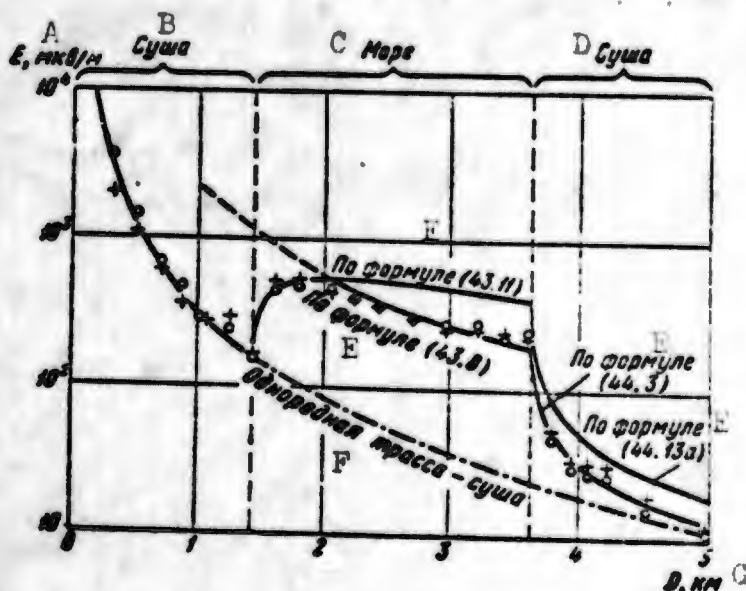 A B C D
E, мкв/м Суша Море Суша
10⁴
10³
E
По формуле (43.11)
По формуле (43.8)
E
E
10²
По формуле
(44.3)
E
По формуле
(44.13а)
Однородная трасса-суша
F
10
0 1 2 3 4 5
G
D, км